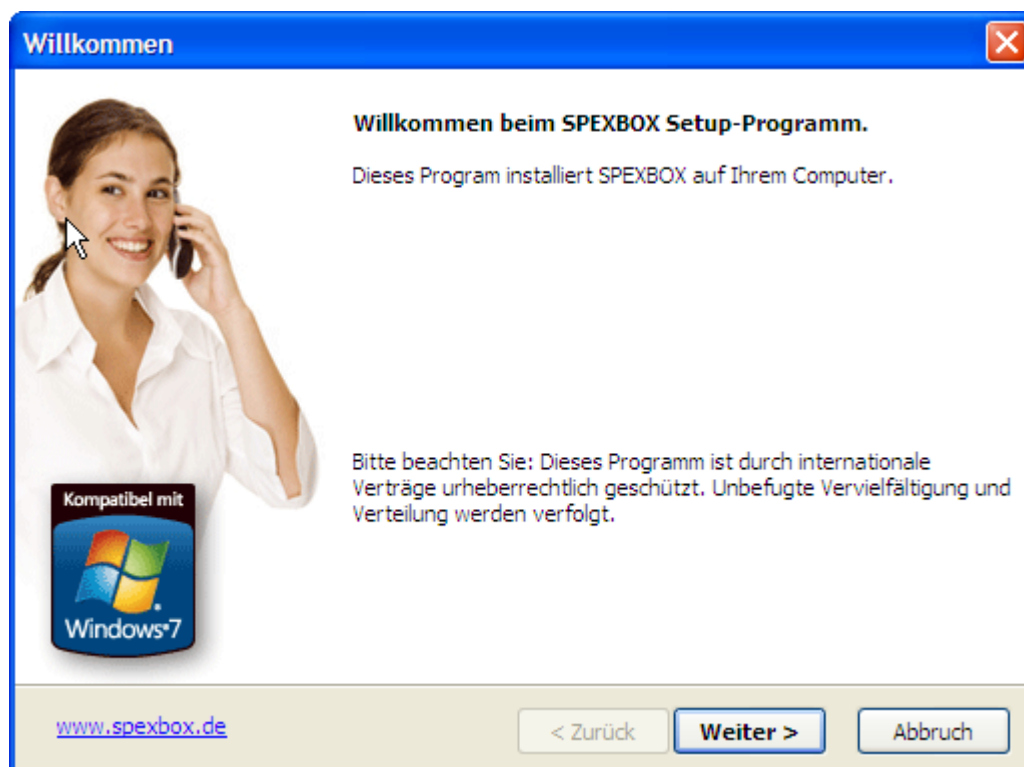 Willkommen
Willkommen beim SPEXBOX Setup-Programm.
Dieses Program installiert SPEXBOX auf Ihrem Computer.
Bitte beachten Sie: Dieses Programm ist durch internationale
Verträge urheberrechtlich geschützt. Unbefugte Vervielfältigung und
Verteilung werden verfolgt.
Kompatibel mit
Windows®7
www.spexbox.de
< Zurück
Weiter >
Abbruch